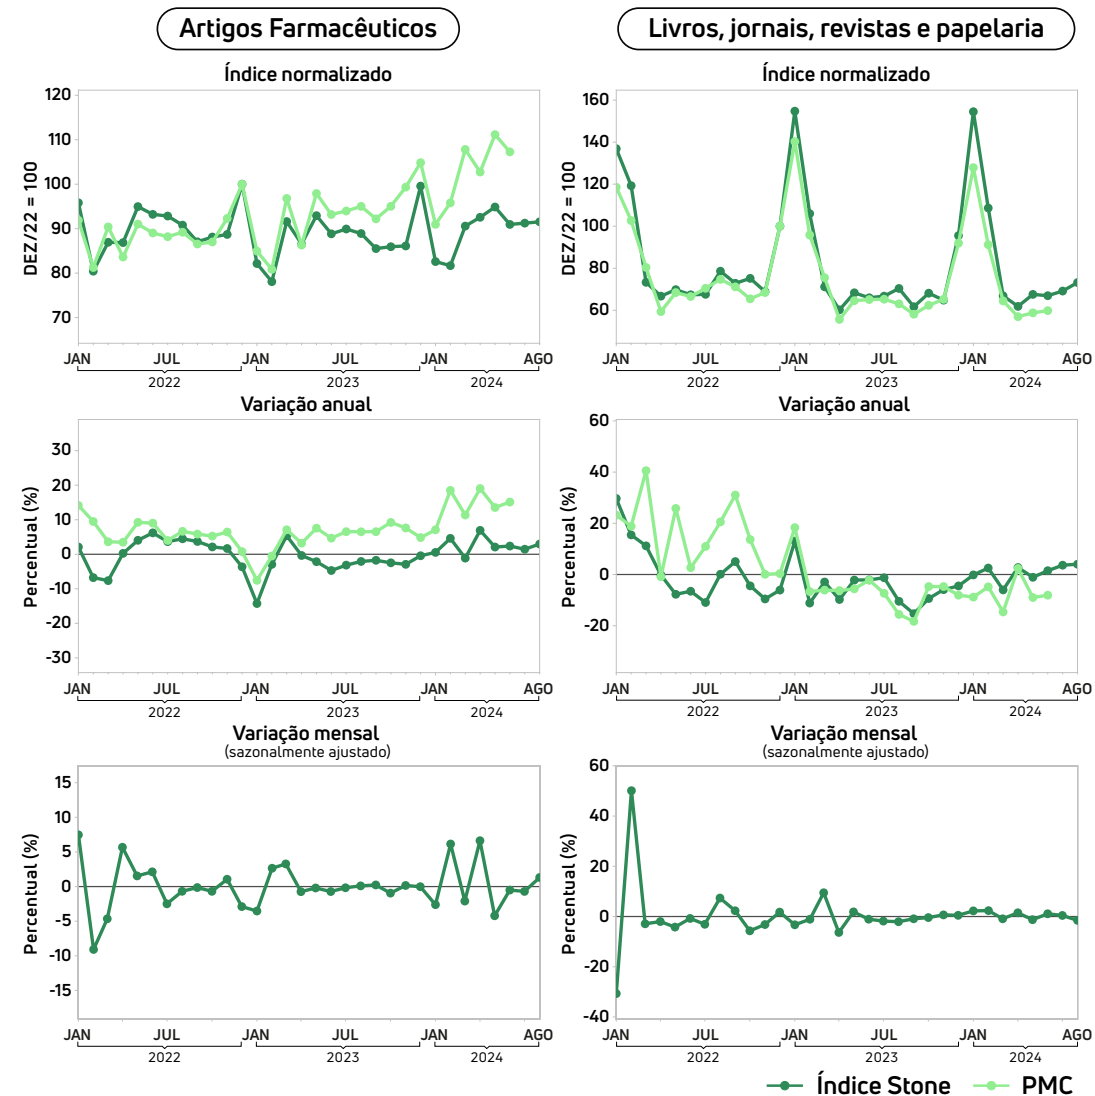 Artigos Farmacêuticos
Livros, jornais, revistas e papelaria
Índice normalizado
DEZ/22 = 100
120
110
100
90
80
70
JAN
JUL
JAN
JUL
JAN
AGO
2022
2023
2024
Índice normalizado
DEZ/22 = 100
160
140
120
100
80
60
JAN
JUL
JAN
JUL
JAN
AGO
2022
2023
2024
Variação anual
Percentual (%)
30
20
10
0
-10
-20
-30
JAN
JUL
JAN
JUL
JAN
AGO
2022
2023
2024
Variação anual
Percentual (%)
60
40
20
0
-20
JAN
JUL
JAN
JUL
JAN
AGO
2022
2023
2024
Variação mensal
(sazonalmente ajustado)
Percentual (%)
15
10
5
0
-5
-10
-15
JAN
JUL
JAN
JUL
JAN
AGO
2022
2023
2024
Variação mensal
(sazonalmente ajustado)
Percentual (%)
60
40
20
0
-20
-40
JAN
JUL
JAN
JUL
JAN
AGO
2022
2023
2024
Índice Stone
PMC